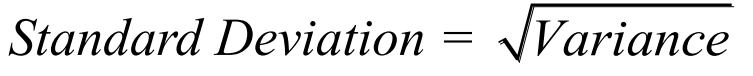 Standard Deviation = √Variance